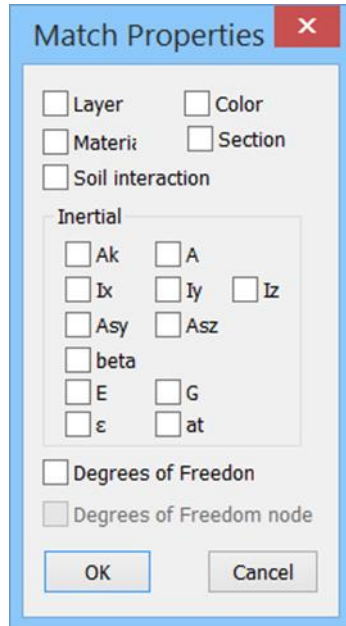 Match Properties
Layer Color
Materia Section
Soil interaction
Inertial
Ak A
Ix Iy Iz
Asy Asz
beta
E G
ε at
Degrees of Freedon
Degrees of Freedom node
OK Cancel